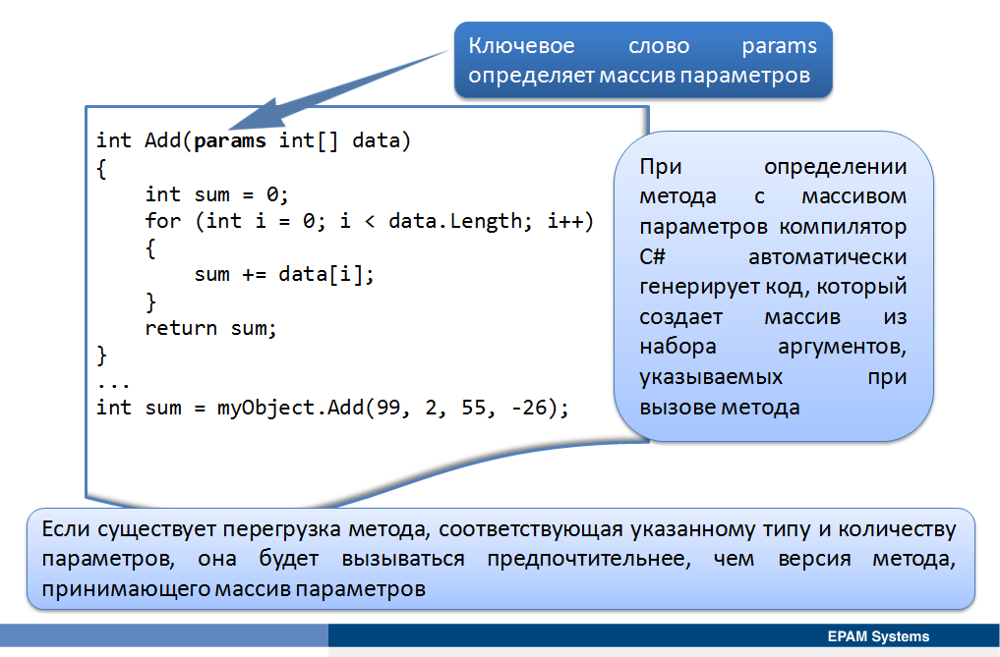 Ключевое слово params
определяет массив параметров
int Add(params int[] data)
{
    int sum = 0;
    for (int i = 0; i < data.Length; i++)
    {
        sum += data[i];
    }
    return sum;
}
...
int sum = myObject.Add(99, 2, 55, -26);
При определении
метода с массивом
параметров компилятор
C# автоматически
генерирует код, который
создает массив из
набора аргументов,
указываемых при
вызове метода
Если существует перегрузка метода, соответствующая указанному типу и количеству
параметров, она будет вызываться предпочтительнее, чем версия метода,
принимающего массив параметров
EPAM Systems